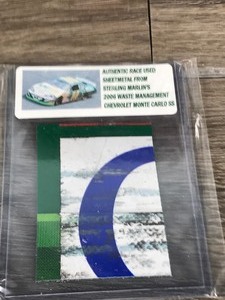 AUTHENTIC RACE USED
SHEETMETAL FROM
STERLING MARLIN'S
2006 WASTE MANAGEMENT
CHEVROLET MONTE CARLO SS